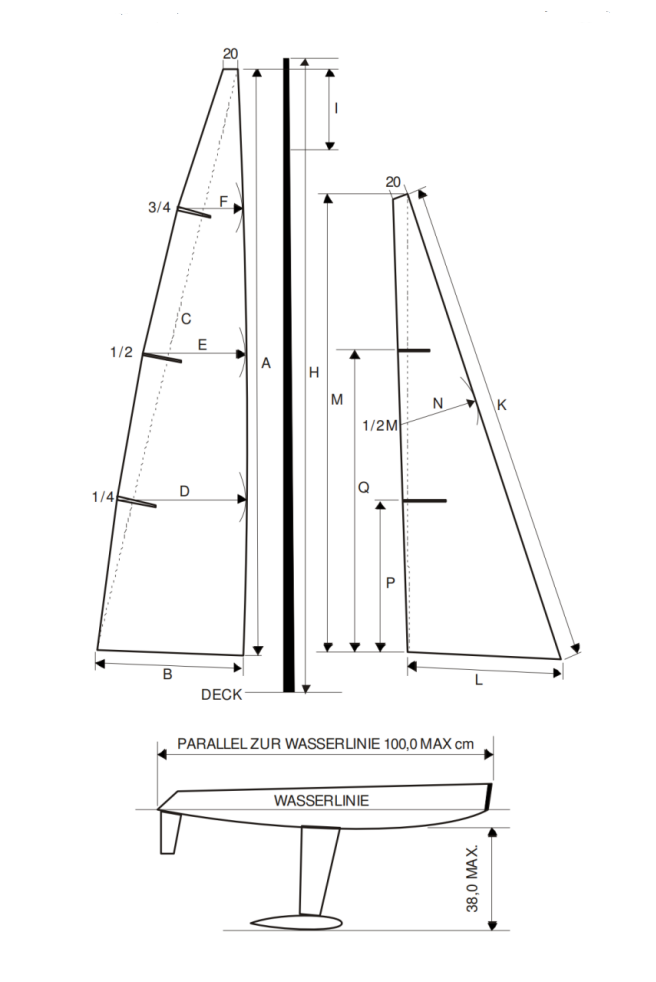 20
I
20
3/4 F
C
1/2 E
A
H
M
N
K
1/2M
Q
1/4 D
P
B
L
DECK
PARALLEL ZUR WASSERLINIE 100,0 MAX cm
WASSERLINIE
38,0 MAX.